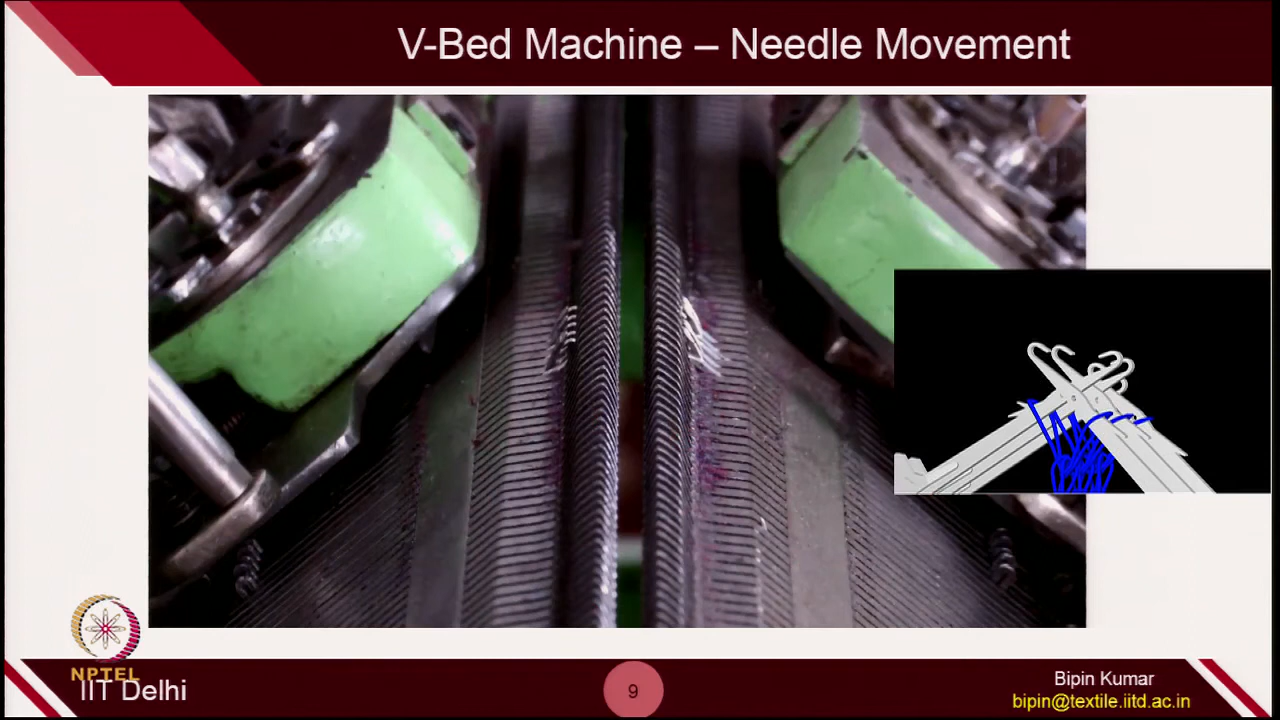 V-Bed Machine – Needle Movement
NPTEL
IIT Delhi
9
Bipin Kumar
bipin@textile.iitd.ac.in